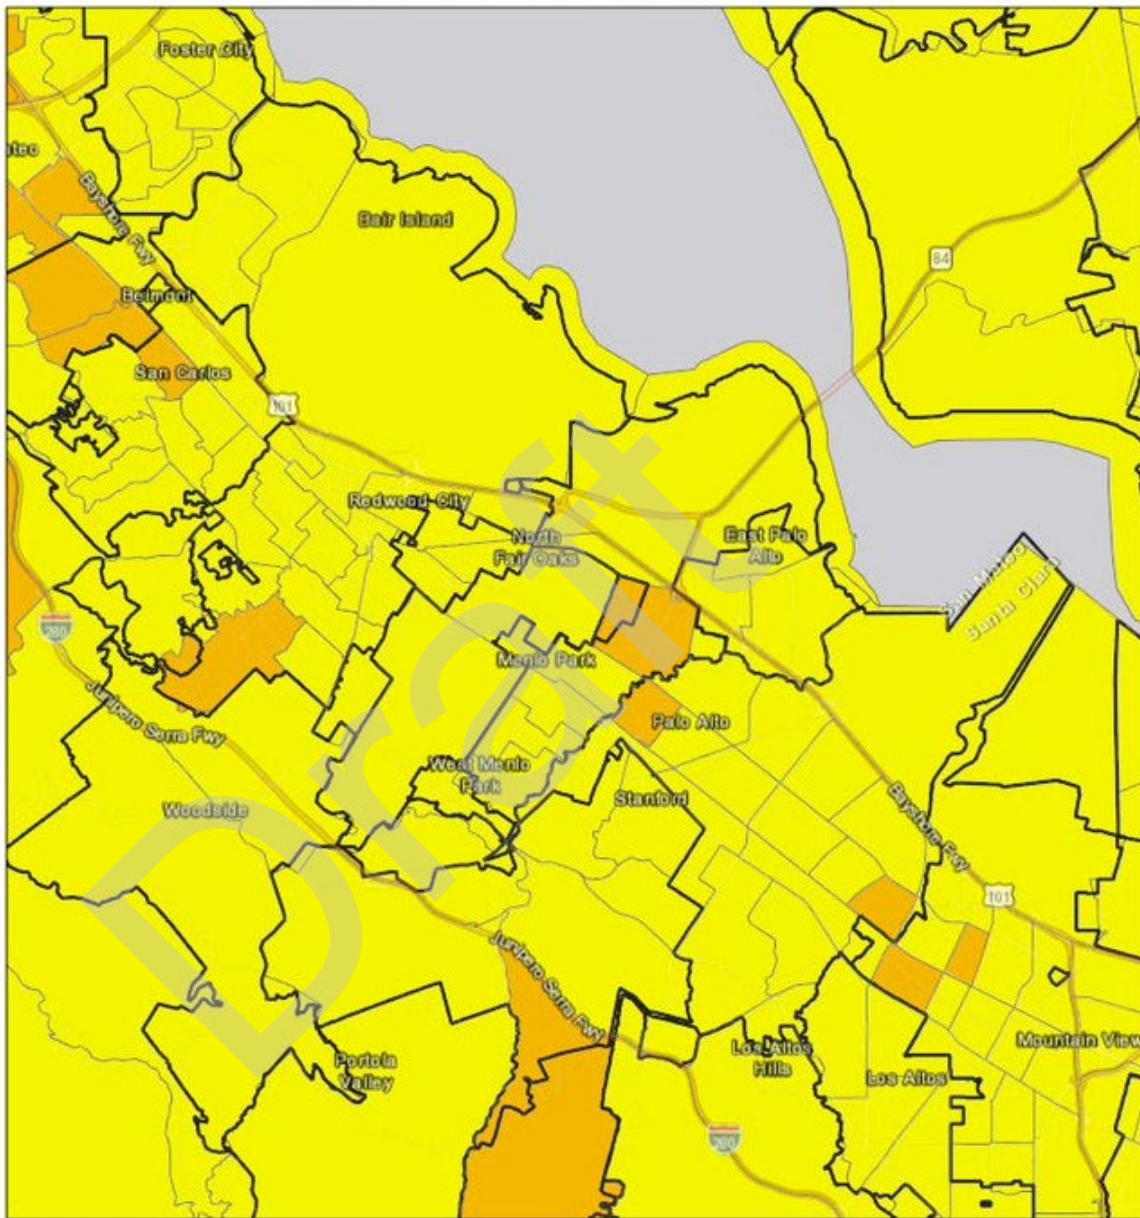 Foster City
ateo
Bayshore Fwy
Bair Island
84
Belmont
San Carlos
101
Redwood City
North
Fair Oaks
East Palo
Alto
San Mateo
Santa Clara
280
Menlo Park
Junipero Serra Fwy
Palo Alto
West Menlo
Park
Stanford
Woodside
Bayshore Fwy
101
Junipero Serra Fwy
Portola
Valley
Los Altos
Hills
Los Altos
Mountain View
280
Draft